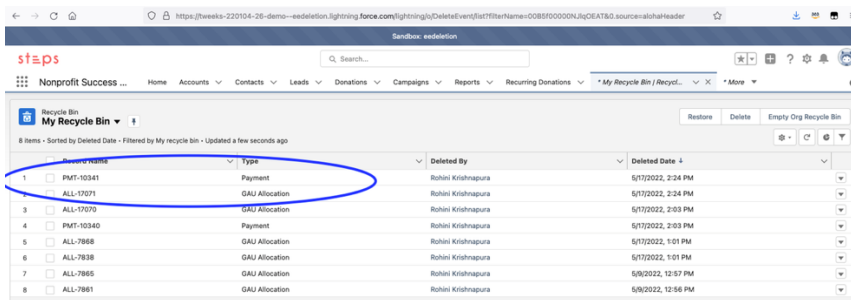 https://tweeks-220104-26-demo--eedeletion.lightning.force.com/lightning/o/DeleteEvent/list?filterName=00B5f00000NJlqOEAT&0.source=alohaHeader
Sandbox: eedeletion
steps
Search...
Nonprofit Success ... Home Accounts Contacts Leads Donations Campaigns Reports Recurring Donations * My Recycle Bin | Recycl... * More
Recycle Bin
My Recycle Bin
Restore Delete Empty Org Recycle Bin
8 items • Sorted by Deleted Date • Filtered by My recycle bin • Updated a few seconds ago
Record Name Type Deleted By Deleted Date ↓
1 PMT-10341 Payment Rohini Krishnapura 5/17/2022, 2:24 PM
2 ALL-17071 GAU Allocation Rohini Krishnapura 5/17/2022, 2:24 PM
3 ALL-17070 GAU Allocation Rohini Krishnapura 5/17/2022, 2:03 PM
4 PMT-10340 Payment Rohini Krishnapura 5/17/2022, 2:03 PM
5 ALL-7868 GAU Allocation Rohini Krishnapura 5/17/2022, 1:01 PM
6 ALL-7838 GAU Allocation Rohini Krishnapura 5/17/2022, 1:01 PM
7 ALL-7865 GAU Allocation Rohini Krishnapura 5/9/2022, 12:57 PM
8 ALL-7861 GAU Allocation Rohini Krishnapura 5/9/2022, 12:56 PM